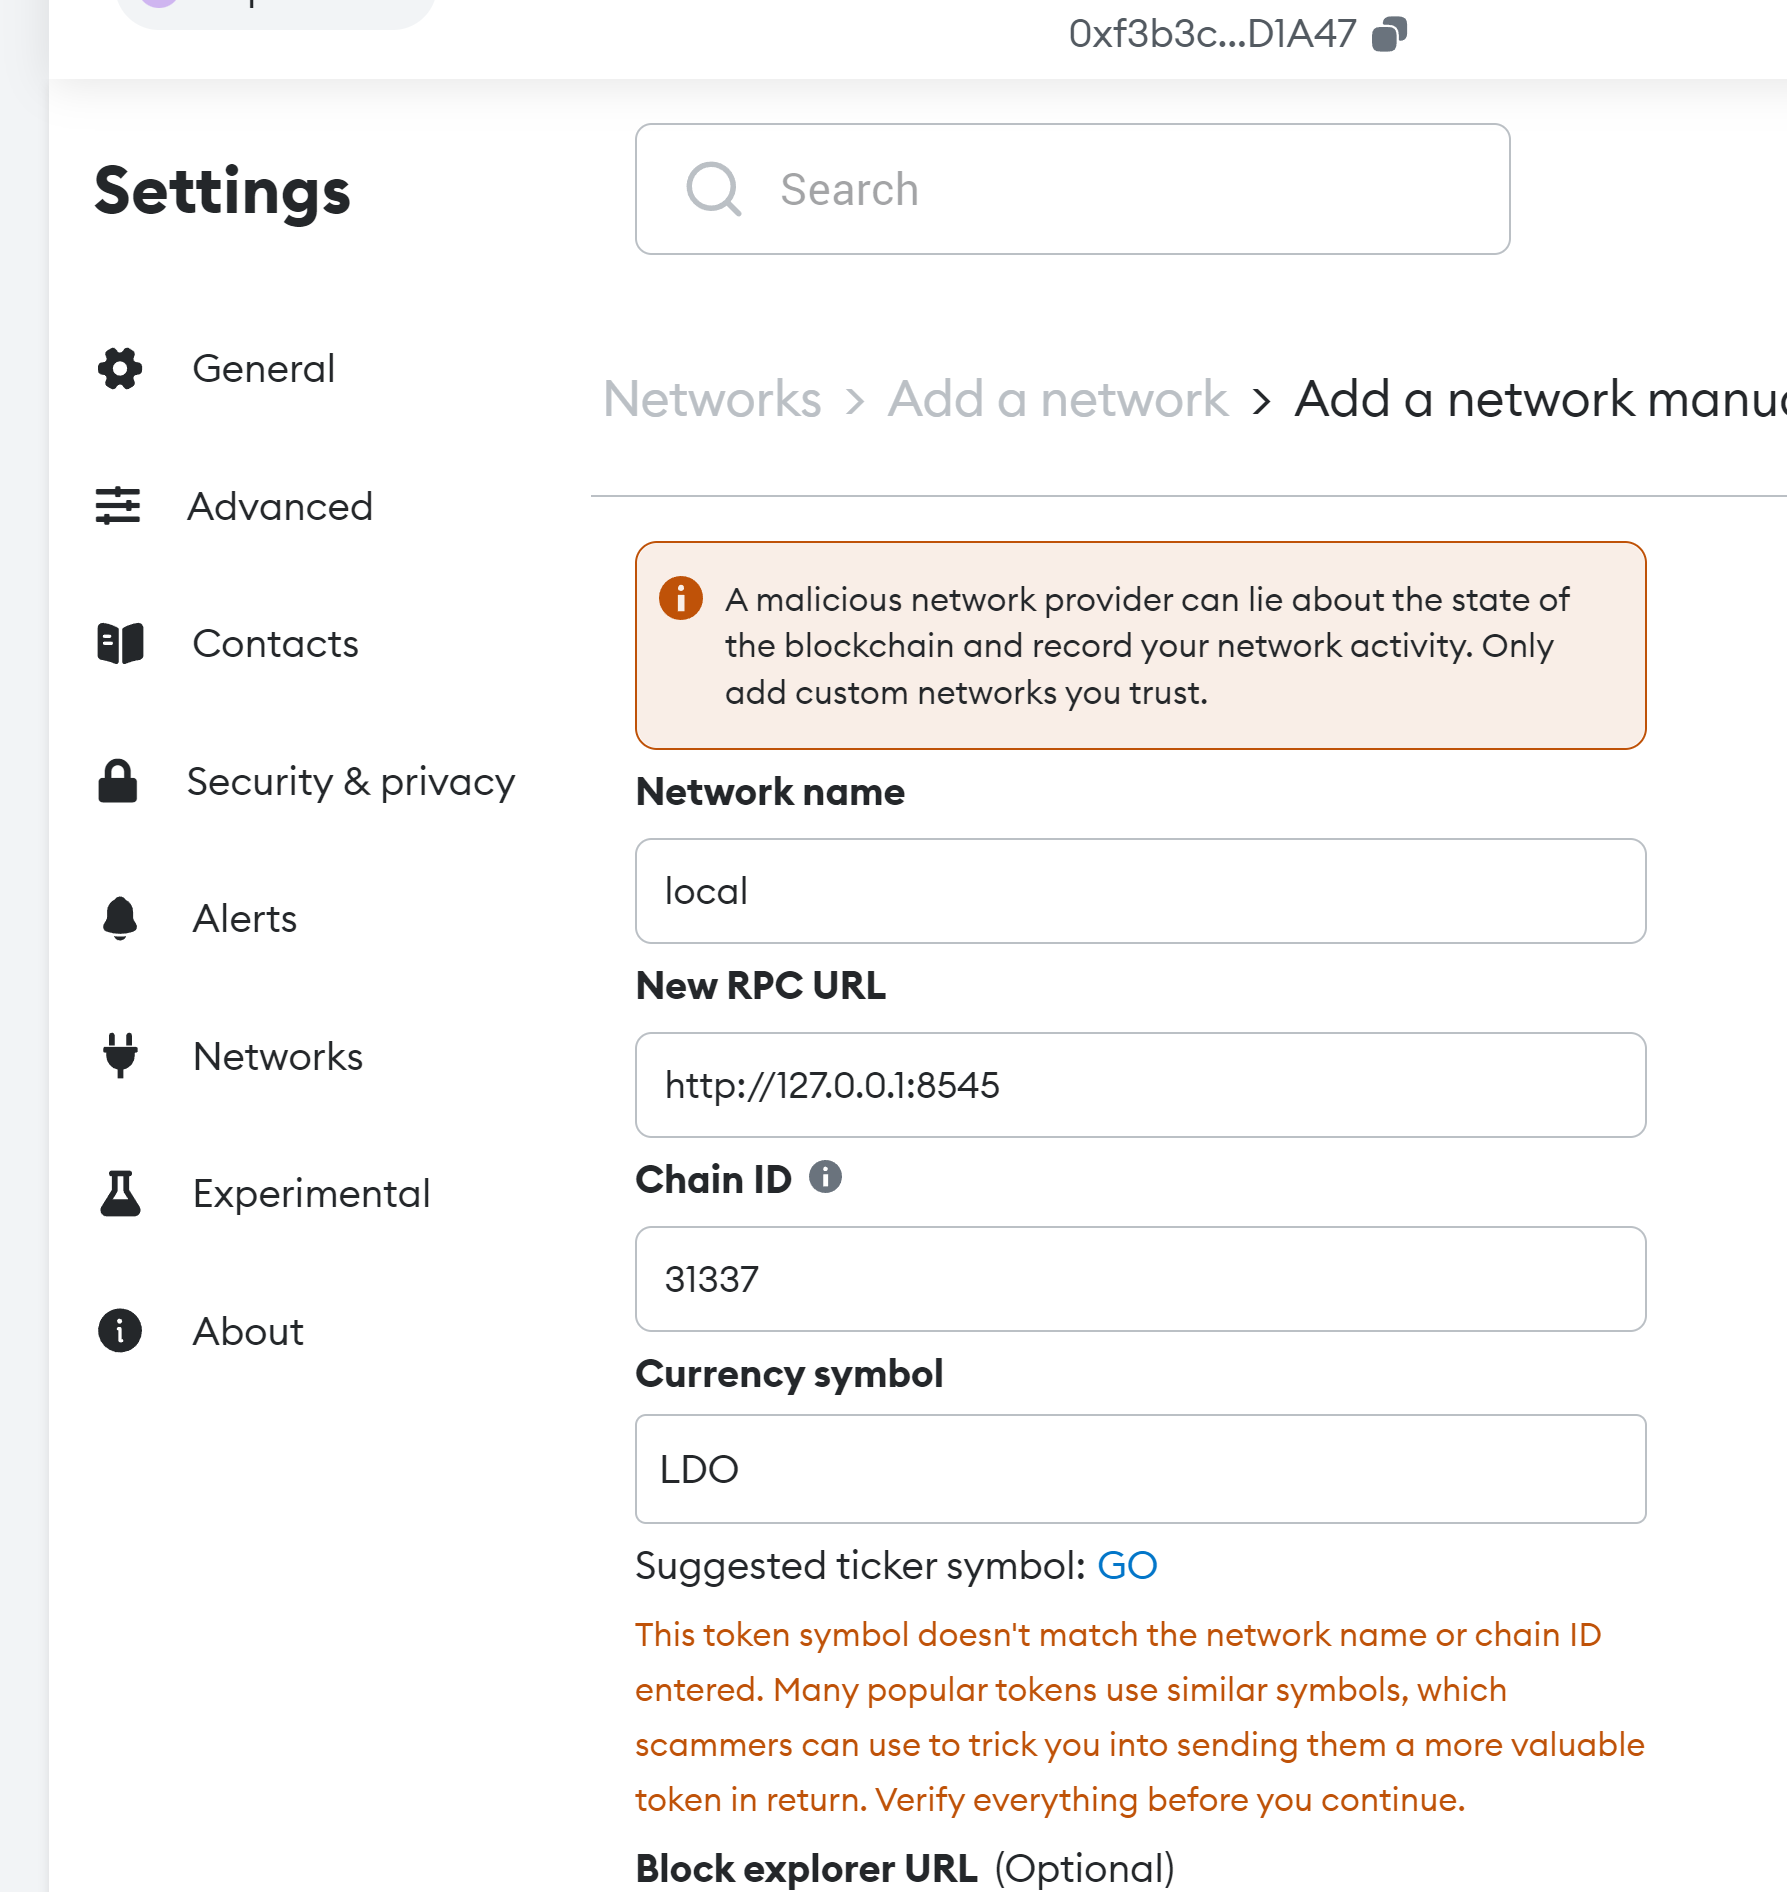 0xf3b3c...D1A47
Settings
Search
General
Advanced
Contacts
Security & privacy
Alerts
Networks
Experimental
About
Networks > Add a network > Add a network
A malicious network provider can lie about the state of
the blockchain and record your network activity. Only
add custom networks you trust.
Network name
local
New RPC URL
http://127.0.0.1:8545
Chain ID
31337
Currency symbol
LDO
Suggested ticker symbol: GO
This token symbol doesn't match the network name or chain ID
entered. Many popular tokens use similar symbols, which
scammers can use to trick you into sending them a more valuable
token in return. Verify everything before you continue.
Block explorer URL (Optional)